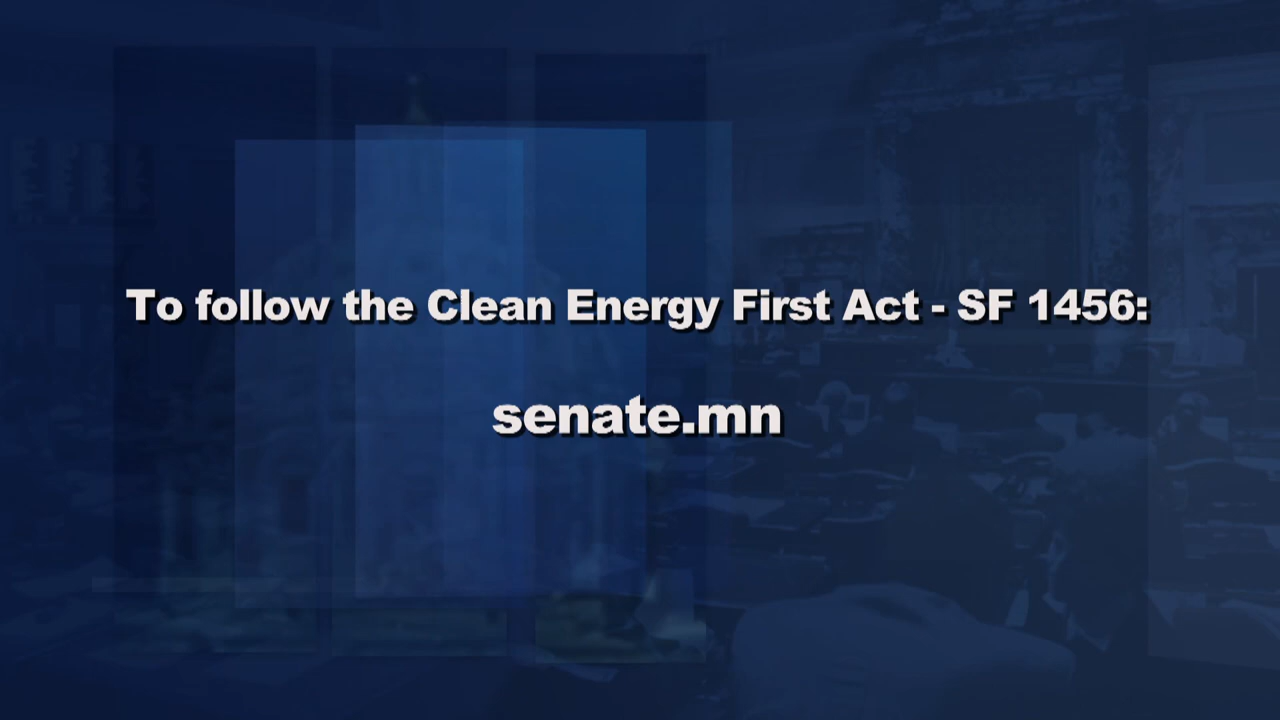 To follow the Clean Energy First Act - SF 1456:
senate.mn